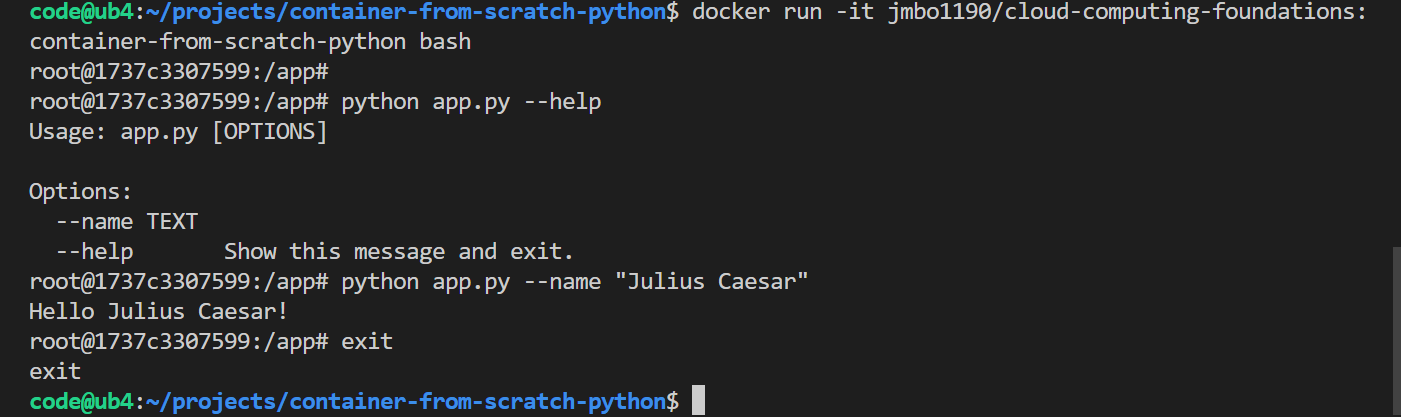 code@ub4:~/projects/container-from-scratch-python$ docker run -it jmbo1190/cloud-computing-foundations:
container-from-scratch-python bash
root@1737c3307599:/app#
root@1737c3307599:/app# python app.py --help
Usage: app.py [OPTIONS]

Options:
  --name TEXT
  --help       Show this message and exit.
root@1737c3307599:/app# python app.py --name "Julius Caesar"
Hello Julius Caesar!
root@1737c3307599:/app# exit
exit
code@ub4:~/projects/container-from-scratch-python$